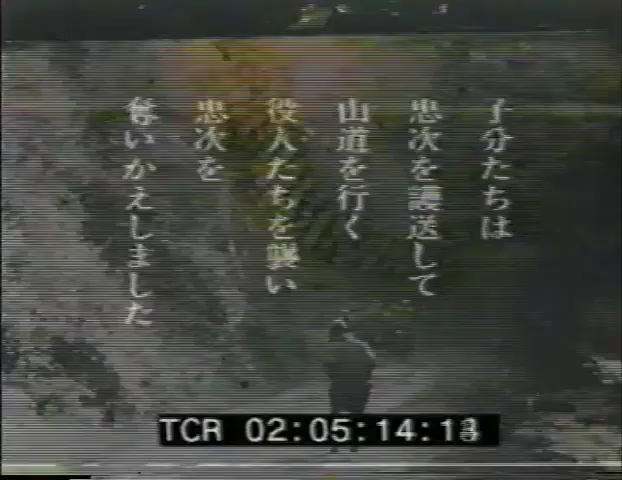 子分たちは
忠次を護送して
山道を行く
役人たちを襲い
忠次を
奪いかえしました
TCR 02:05:14:1